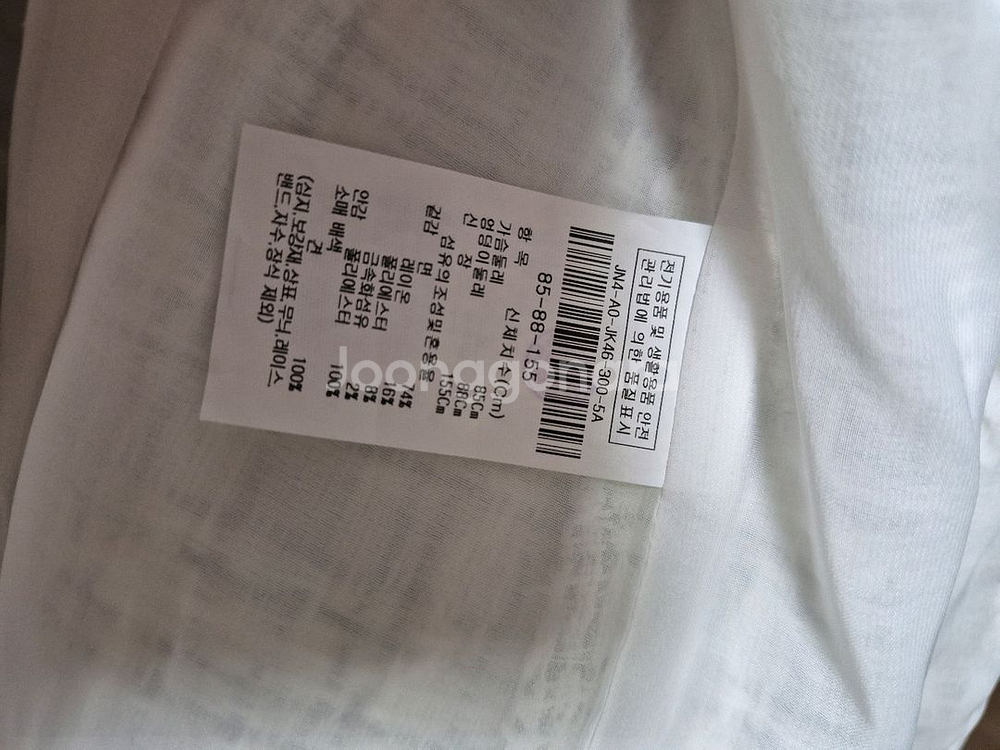 전기용품 및 생활용품 안전
관리법에 의한 품질표시
JN4-A0-JK46-300-5A
85-88-155
항 목 신체치수(Cm)
가슴둘레 85Cm
엉덩이둘레 88Cm
신 장 155Cm
섬유의 조성 및 혼용율
겉감 면 74%
레이온 16%
폴리에스터 8%
금속화섬유 2%
안감 폴리에스터 100%
소매 배색
견 100%
(심지,보강재,상표,무늬,레이스
밴드,자수,장식 제외)
Joongonara